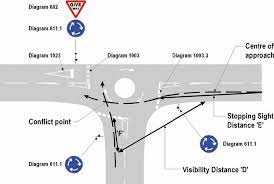 Diagram 602
GIVE WAY
Diagram 611.1
Diagram 1023
Diagram 1003
Diagram 1003.3
Centre of
approach
Conflict point
Stopping Sight
Distance 'E'
Diagram 611.1
Diagram 611.1
Visibility Distance 'D'